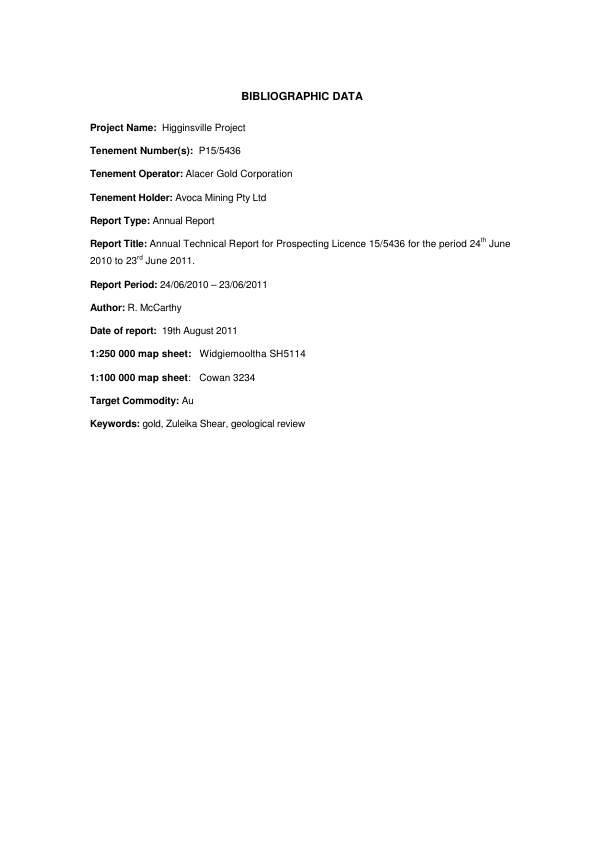 BIBLIOGRAPHIC DATA
Project Name: Higginsville Project
Tenement Number(s): P15/5436
Tenement Operator: Alacer Gold Corporation
Tenement Holder: Avoca Mining Pty Ltd
Report Type: Annual Report
Report Title: Annual Technical Report for Prospecting Licence 15/5436 for the period 24th June
2010 to 23rd June 2011.
Report Period: 24/06/2010 – 23/06/2011
Author: R. McCarthy
Date of report: 19th August 2011
1:250 000 map sheet: Widgiemooltha SH5114
1:100 000 map sheet: Cowan 3234
Target Commodity: Au
Keywords: gold, Zuleika Shear, geological review